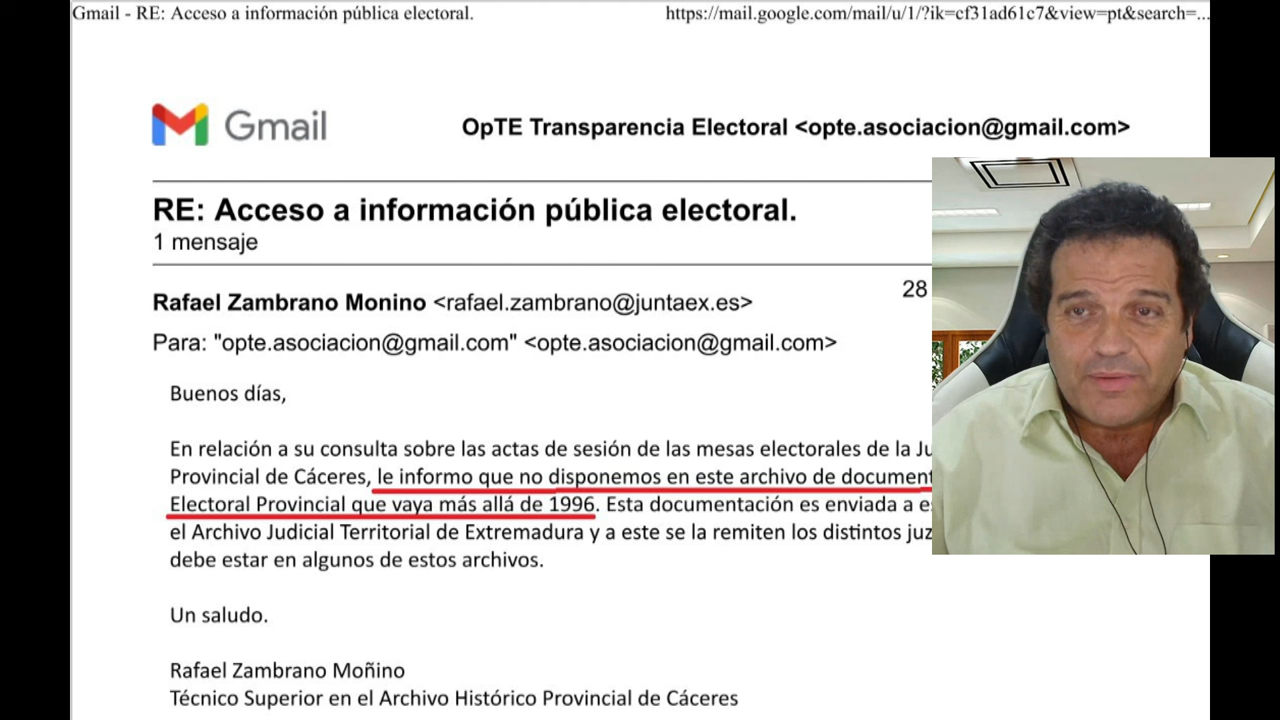 Gmail - RE: Acceso a información pública electoral. https://mail.google.com/mail/u/1/?ik=cf31ad61c7&view=pt&search=...
Gmail OpTE Transparencia Electoral <opte.asociacion@gmail.com>
RE: Acceso a información pública electoral.
1 mensaje
Rafael Zambrano Monino <rafael.zambrano@juntaex.es> 28
Para: "opte.asociacion@gmail.com" <opte.asociacion@gmail.com>
Buenos días,
En relación a su consulta sobre las actas de sesión de las mesas electorales de la
Provincial de Cáceres, le informo que no disponemos en este archivo de
Electoral Provincial que vaya más allá de 1996. Esta documentación es enviada a
el Archivo Judicial Territorial de Extremadura y a este se la remiten los distintos
debe estar en algunos de estos archivos.
Un saludo.
Rafael Zambrano Moñino
Técnico Superior en el Archivo Histórico Provincial de Cáceres